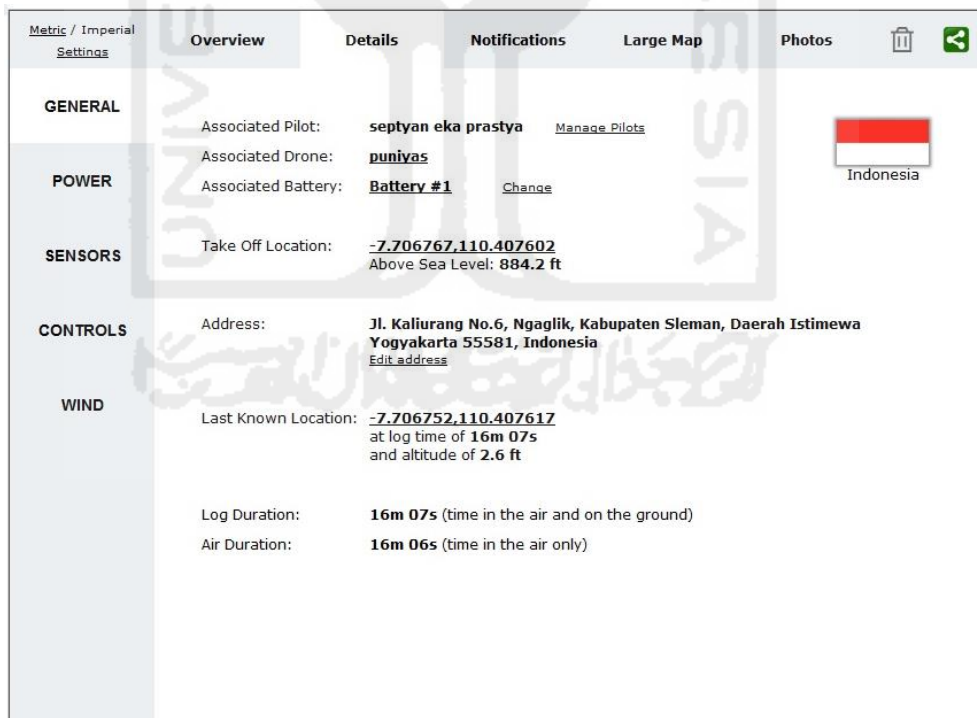 Metric / Imperial
Settings
Overview
Details
Notifications
Large Map
Photos
GENERAL
POWER
SENSORS
CONTROLS
WIND
Associated Pilot: septyan eka prastya Manage Pilots
Associated Drone: puniyas
Associated Battery: Battery #1 Change
Indonesia
Take Off Location: -7.706767,110.407602
Above Sea Level: 884.2 ft
Address: Jl. Kaliurang No.6, Ngaglik, Kabupaten Sleman, Daerah Istimewa
Yogyakarta 55581, Indonesia
Edit address
Last Known Location: -7.706752,110.407617
at log time of 16m 07s
and altitude of 2.6 ft
Log Duration: 16m 07s (time in the air and on the ground)
Air Duration: 16m 06s (time in the air only)